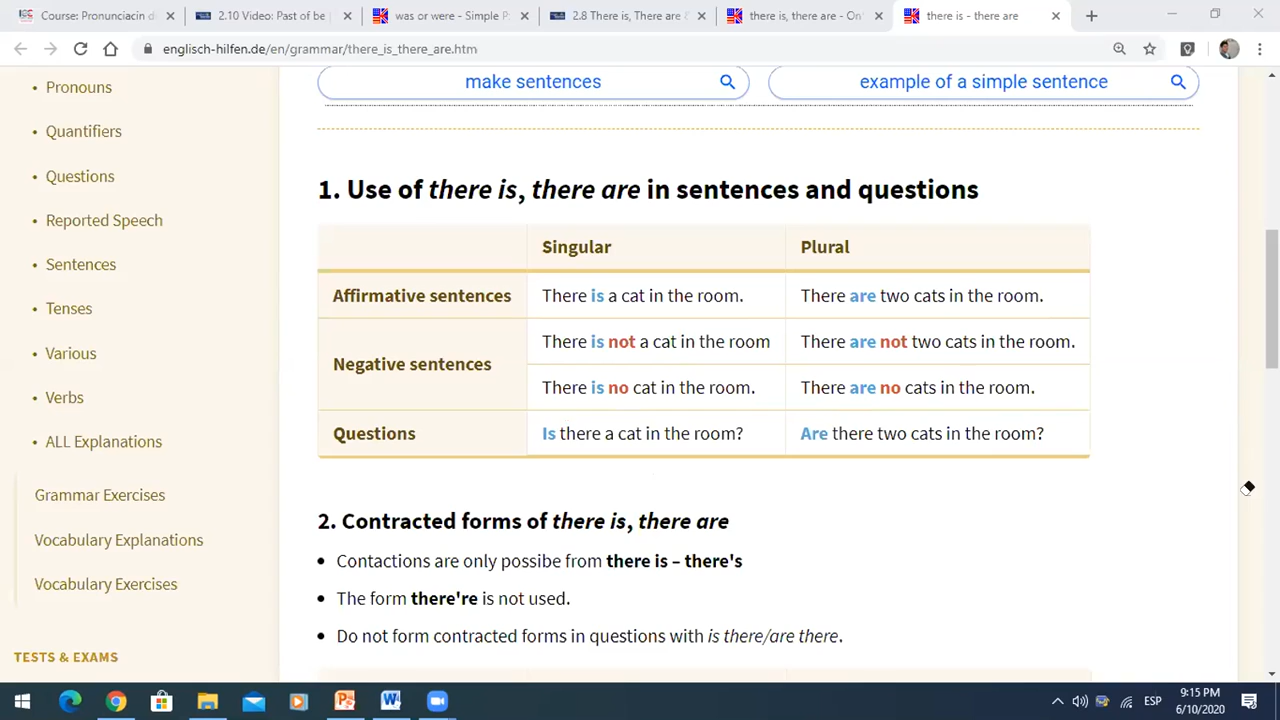 Course: Pronunciacin d
2.10 Video: Past of be
was or were - Simple P
2.8 There is, There are
there is, there are - On
there is - there are
englisch-hilfen.de/en/grammar/there_is_there_are.htm
make sentences
example of a simple sentence
• Pronouns
• Quantifiers
• Questions
• Reported Speech
• Sentences
• Tenses
• Various
• Verbs
• ALL Explanations
Grammar Exercises
Vocabulary Explanations
Vocabulary Exercises
TESTS & EXAMS
1. Use of there is, there are in sentences and questions
Singular Plural
Affirmative sentences There is a cat in the room. There are two cats in the room.
Negative sentences There is not a cat in the room There are not two cats in the room.
There is no cat in the room. There are no cats in the room.
Questions Is there a cat in the room? Are there two cats in the room?
2. Contracted forms of there is, there are
• Contactions are only possibe from there is – there's
• The form there're is not used.
• Do not form contracted forms in questions with is there/are there.
ESP
9:15 PM
6/10/2020